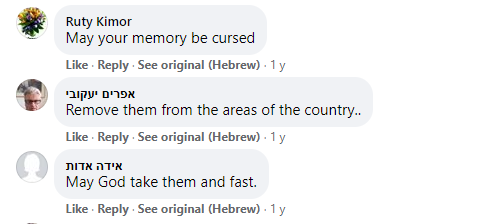 Ruty Kimor
May your memory be cursed
Like · Reply · See original (Hebrew) · 1 y
אפרים יעקובי
Remove them from the areas of the country..
Like · Reply · See original (Hebrew) · 1 y
אידה אדות
May God take them and fast.
Like · Reply · See original (Hebrew) · 1 y